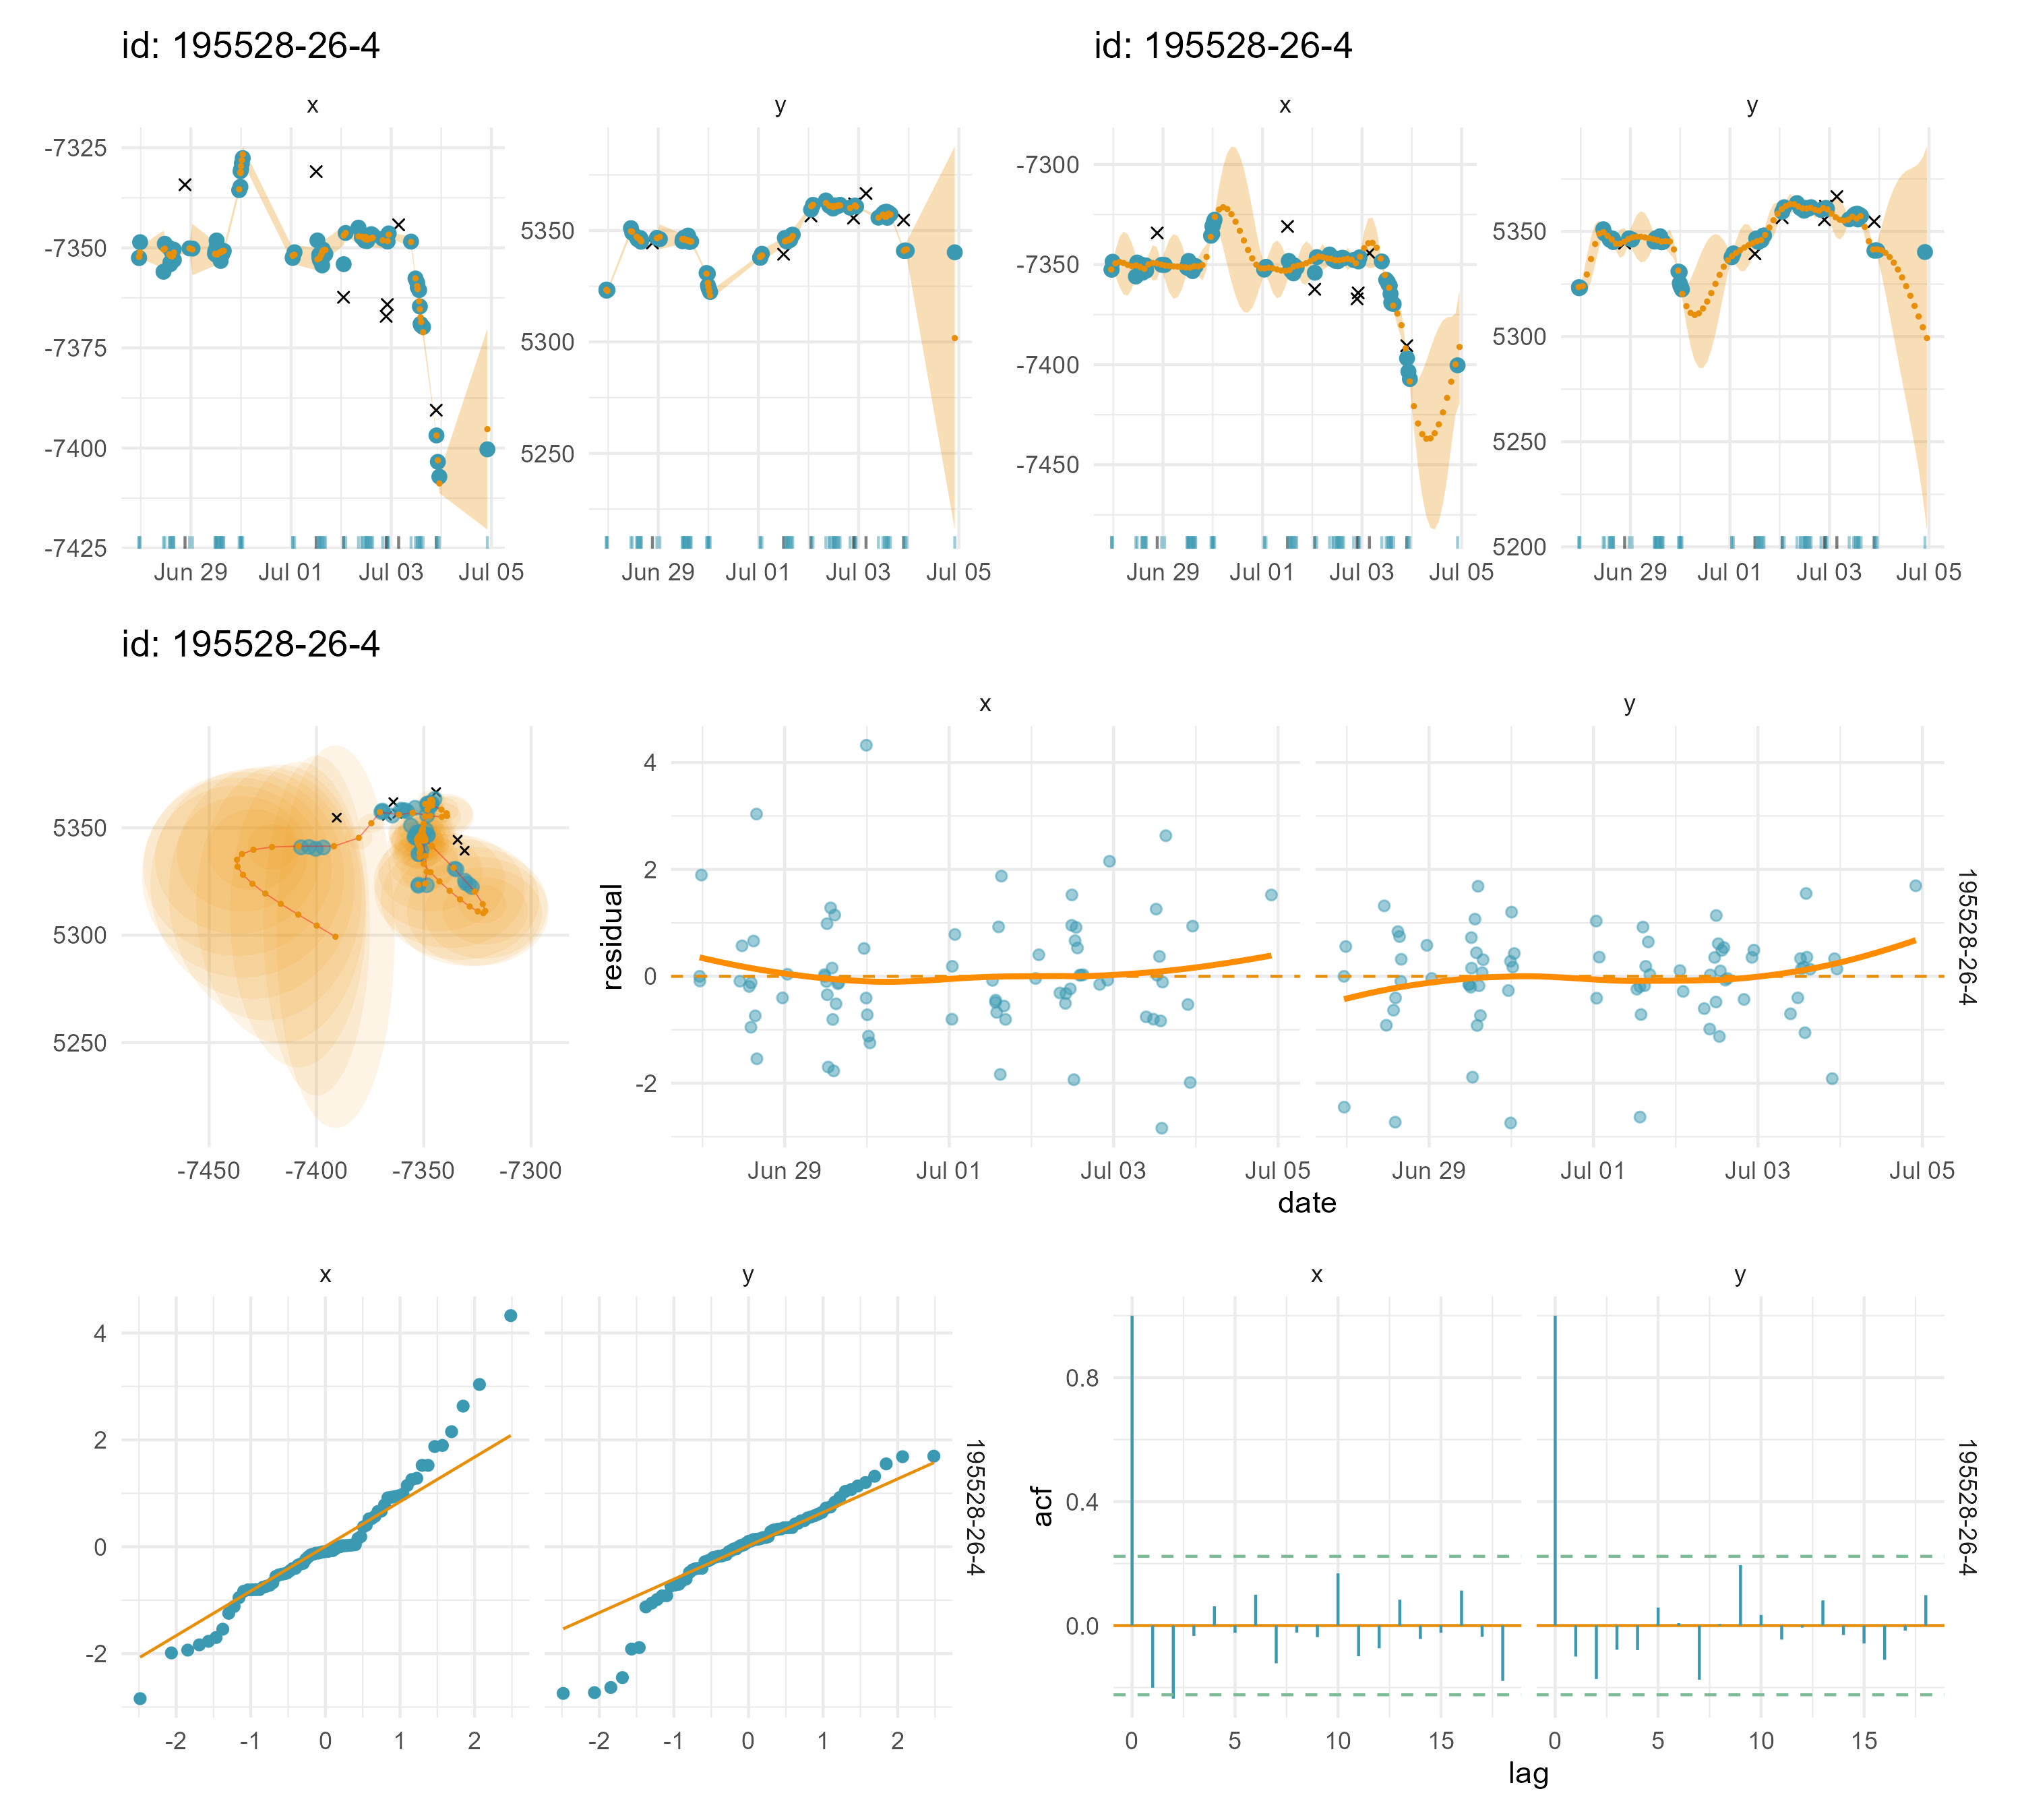 id: 195528-26-4
id: 195528-26-4
x
y
x
y
-7325
-7350
-7375
-7400
-7425
5350
5300
5250
-7300
-7350
-7400
-7450
5350
5300
5250
5200
Jun 29
Jul 01
Jul 03
Jul 05
Jun 29
Jul 01
Jul 03
Jul 05
Jun 29
Jul 01
Jul 03
Jul 05
Jun 29
Jul 01
Jul 03
Jul 05
id: 195528-26-4
5350
5300
5250
-7450
-7400
-7350
-7300
x
y
residual
4
2
0
-2
195528-26-4
Jun 29
Jul 01
Jul 03
Jul 05
Jun 29
Jul 01
Jul 03
Jul 05
date
x
y
4
2
0
-2
195528-26-4
-2
-1
0
1
2
-2
-1
0
1
2
x
y
acf
0.8
0.4
0.0
195528-26-4
0
5
10
15
0
5
10
15
lag